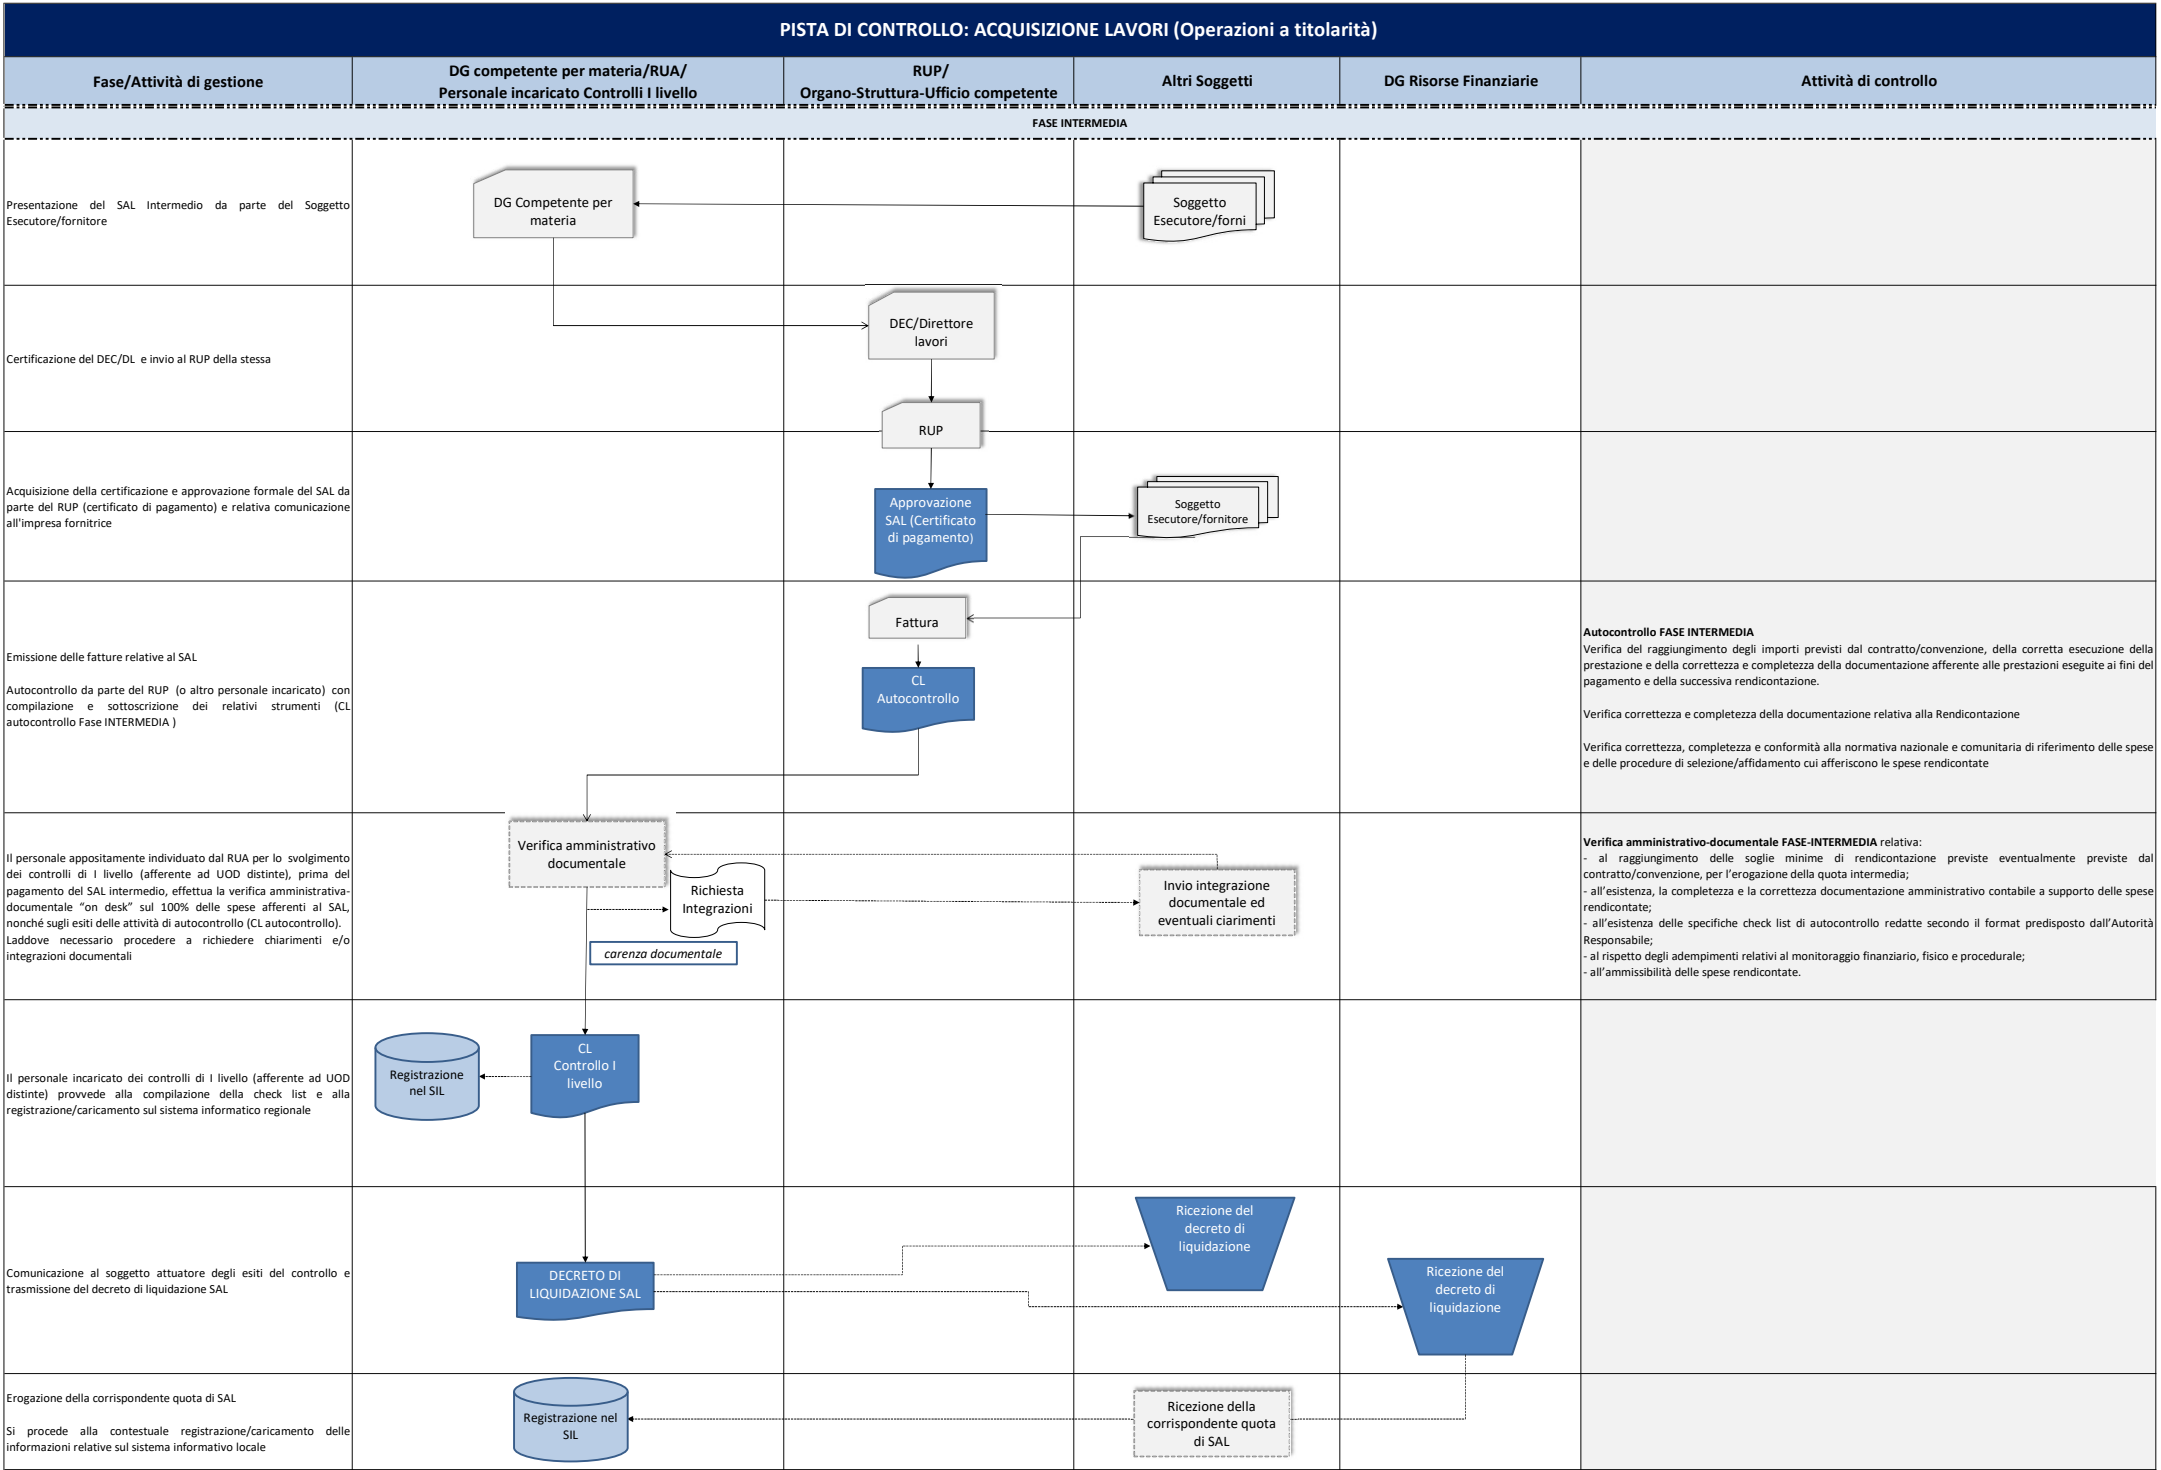 PISTA DI CONTROLLO: ACQUISIZIONE LAVORI (Operazioni a titolarità)
Fase/Attività di gestione
DG competente per materia/RUA/
Personale incaricato Controlli I livello
RUP/
Organo-Struttura-Ufficio competente
Altri Soggetti
DG Risorse Finanziarie
Attività di controllo
FASE INTERMEDIA
Presentazione del SAL Intermedio da parte del Soggetto
Esecutore/fornitore
DG Competente per
materia
Soggetto
Esecutore/forni
Certificazione del DEC/DL e invio al RUP della stessa
DEC/Direttore
lavori
RUP
Acquisizione della certificazione e approvazione formale del SAL da
parte del RUP (certificato di pagamento) e relativa comunicazione
all'impresa fornitrice
Approvazione
SAL (Certificato
di pagamento)
Soggetto
Esecutore/fornitore
Emissione delle fatture relative al SAL
Autocontrollo da parte del RUP (o altro personale incaricato) con
compilazione e sottoscrizione dei relativi strumenti (CL
autocontrollo Fase INTERMEDIA )
Fattura
CL
Autocontrollo
Autocontrollo FASE INTERMEDIA
Verifica del raggiungimento degli importi previsti dal contratto/convenzione, della corretta esecuzione della
prestazione e della correttezza e completezza della documentazione afferente alle prestazioni eseguite ai fini del
pagamento e della successiva rendicontazione.
Verifica correttezza e completezza della documentazione relativa alla Rendicontazione
Verifica correttezza, completezza e conformità alla normativa nazionale e comunitaria di riferimento delle spese
e delle procedure di selezione/affidamento cui afferiscono le spese rendicontate
Il personale appositamente individuato dal RUA per lo svolgimento
dei controlli di I livello (afferente ad UOD distinte), prima del
pagamento del SAL intermedio, effettua la verifica amministrativa-
documentale “on desk” sul 100% delle spese afferenti al SAL,
nonché sugli esiti delle attività di autocontrollo (CL autocontrollo).
Laddove necessario procedere a richiedere chiarimenti e/o
integrazioni documentali
Verifica amministrativo
documentale
Richiesta
Integrazioni
carenza documentale
Invio integrazione
documentale ed
eventuali ciarimenti
Verifica amministrativo-documentale FASE-INTERMEDIA relativa:
- al raggiungimento delle soglie minime di rendicontazione previste eventualmente previste dal
contratto/convenzione, per l’erogazione della quota intermedia;
- all’esistenza, la completezza e la correttezza documentazione amministrativo contabile a supporto delle spese
rendicontate;
- all’esistenza delle specifiche check list di autocontrollo redatte secondo il format predisposto dall’Autorità
Responsabile;
- al rispetto degli adempimenti relativi al monitoraggio finanziario, fisico e procedurale;
- all’ammissibilità delle spese rendicontate.
Il personale incaricato dei controlli di I livello (afferente ad UOD
distinte) provvede alla compilazione della check list e alla
registrazione/caricamento sul sistema informatico regionale
Registrazione
nel SIL
CL
Controllo I
livello
Comunicazione al soggetto attuatore degli esiti del controllo e
trasmissione del decreto di liquidazione SAL
DECRETO DI
LIQUIDAZIONE SAL
Ricezione del
decreto di
liquidazione
Ricezione del
decreto di
liquidazione
Erogazione della corrispondente quota di SAL
Si procede alla contestuale registrazione/caricamento delle
informazioni relative sul sistema informativo locale
Registrazione nel
SIL
Ricezione della
corrispondente quota
di SAL